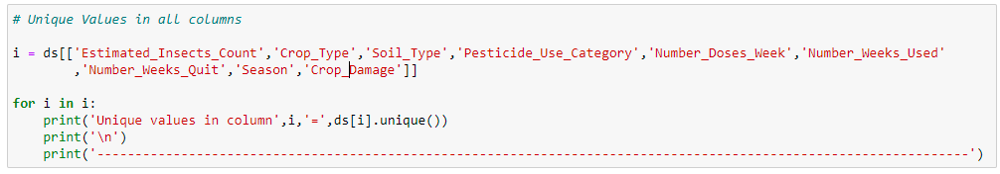 # Unique Values in all columns
i = ds[['Estimated_Insects_Count','Crop_Type','Soil_Type','Pesticide_Use_Category','Number_Doses_Week','Number_Weeks_Used'
,'Number_Weeks_Quit','Season','Crop_Damage']]
for i in i:
print('Unique values in column',i,'=',ds[i].unique())
print('\n')
print('-------------------------------------------------------------------------------------------------------------------')